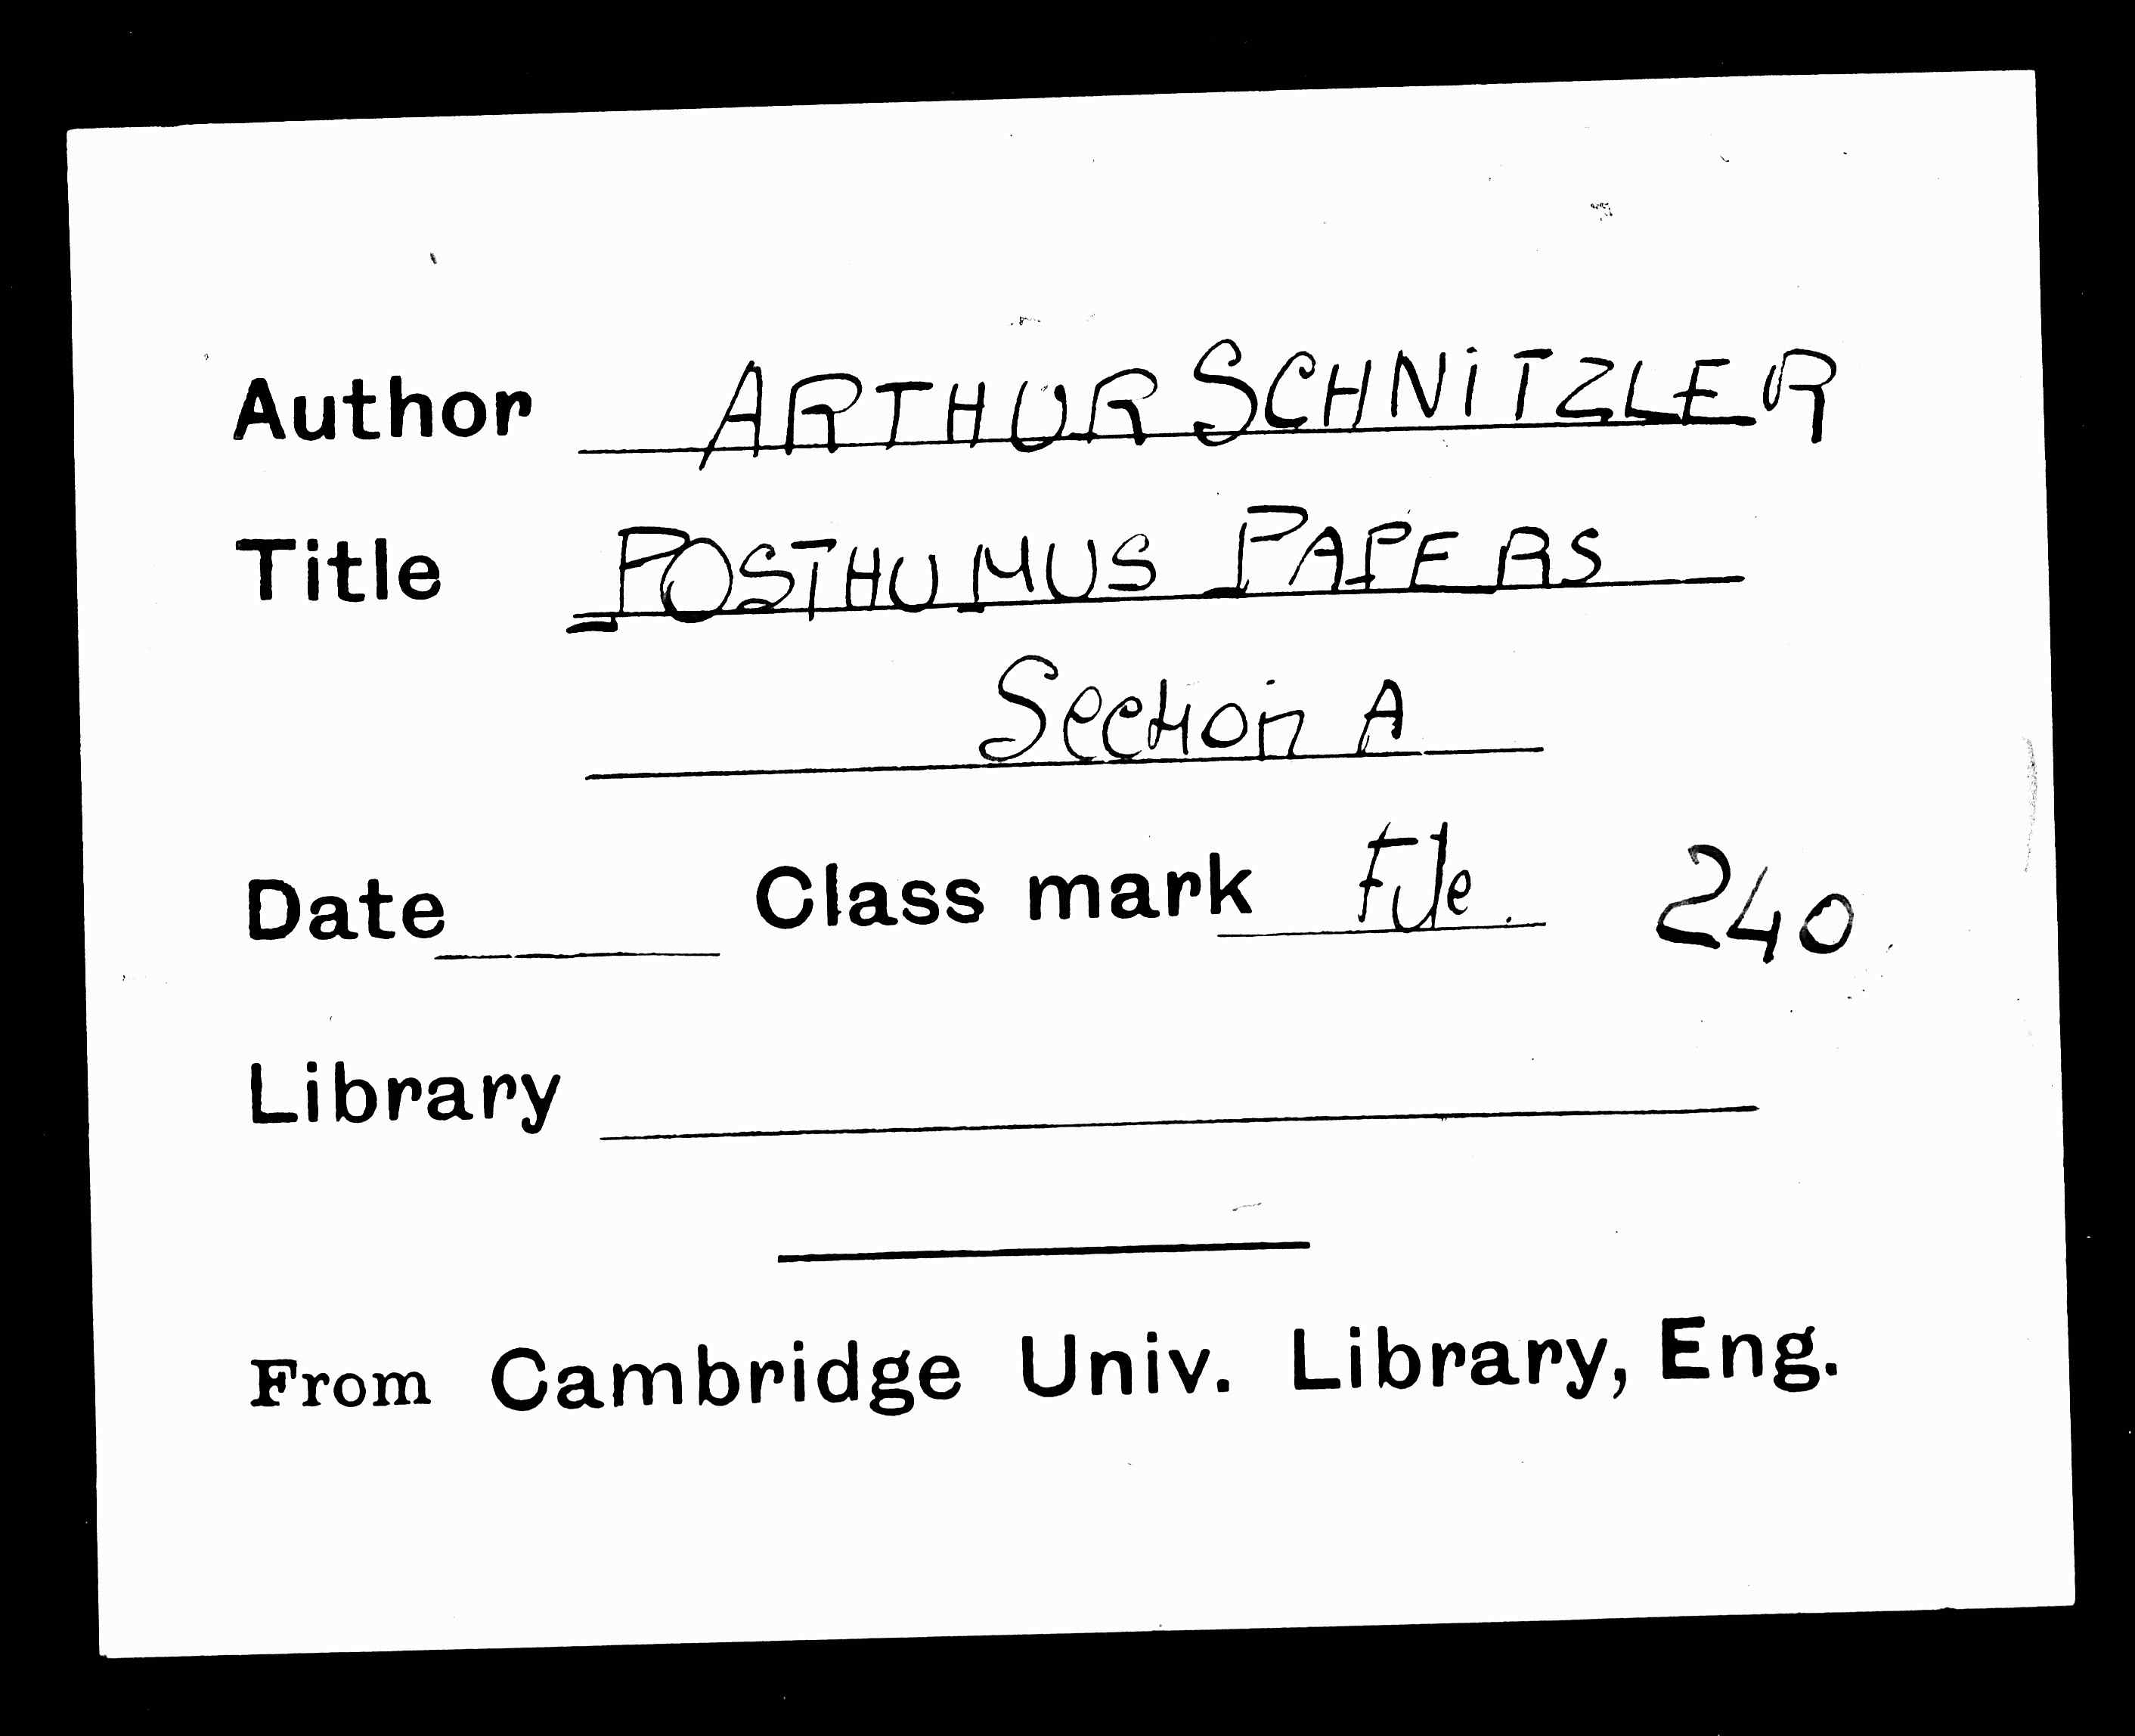 Author ARTHUR SCHNiTZLER
Title POSTHUMUS PAPERS
Section A
Date Class mark File. 240
Library
From Cambridge Univ. Library, Eng.